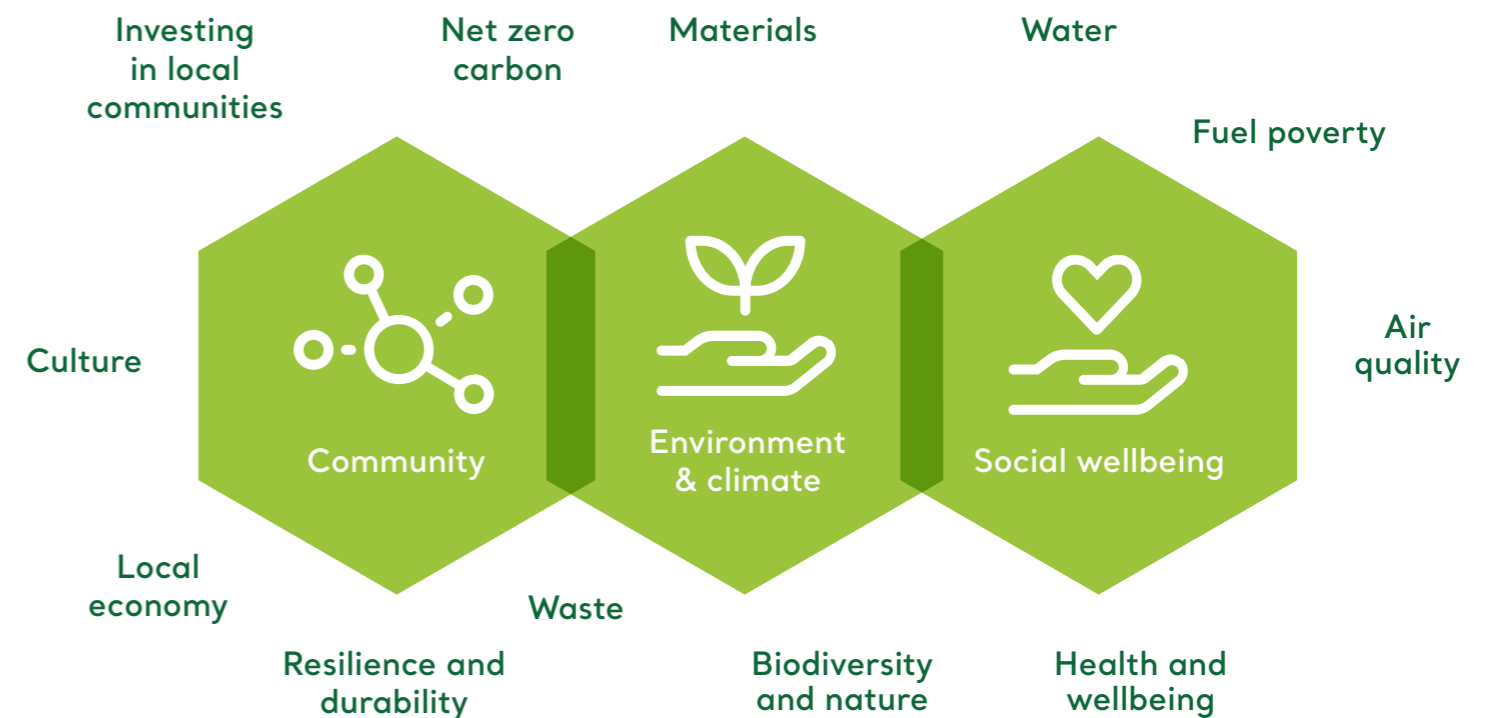 Investing
in local
communities
Net zero
carbon
Materials
Water
Fuel poverty
Culture
Air
quality
Community
Environment
& climate
Social wellbeing
Local
economy
Waste
Resilience and
durability
Biodiversity
and nature
Health and
wellbeing